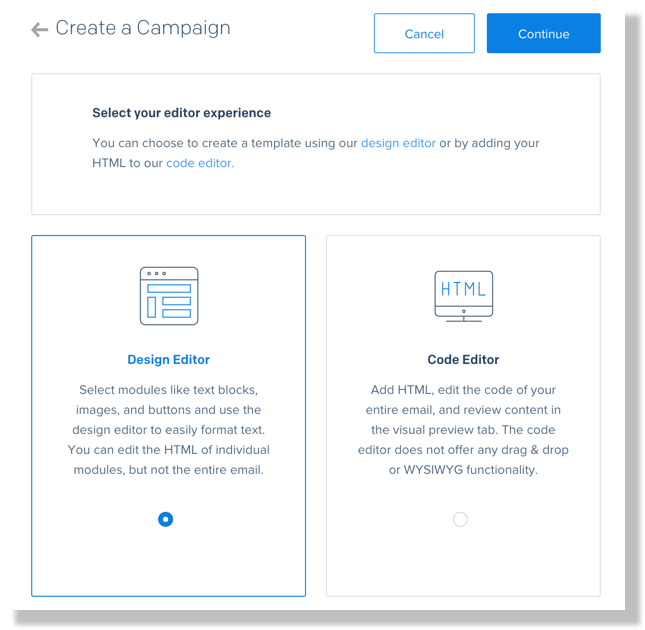 Create a Campaign
Cancel
Continue
Select your editor experience
You can choose to create a template using our design editor or by adding your
HTML to our code editor.
Design Editor
Select modules like text blocks,
images, and buttons and use the
design editor to easily format text.
You can edit the HTML of individual
modules, but not the entire email.
HTML
Code Editor
Add HTML, edit the code of your
entire email, and review content in
the visual preview tab. The code
editor does not offer any drag & drop
or WYSIWYG functionality.